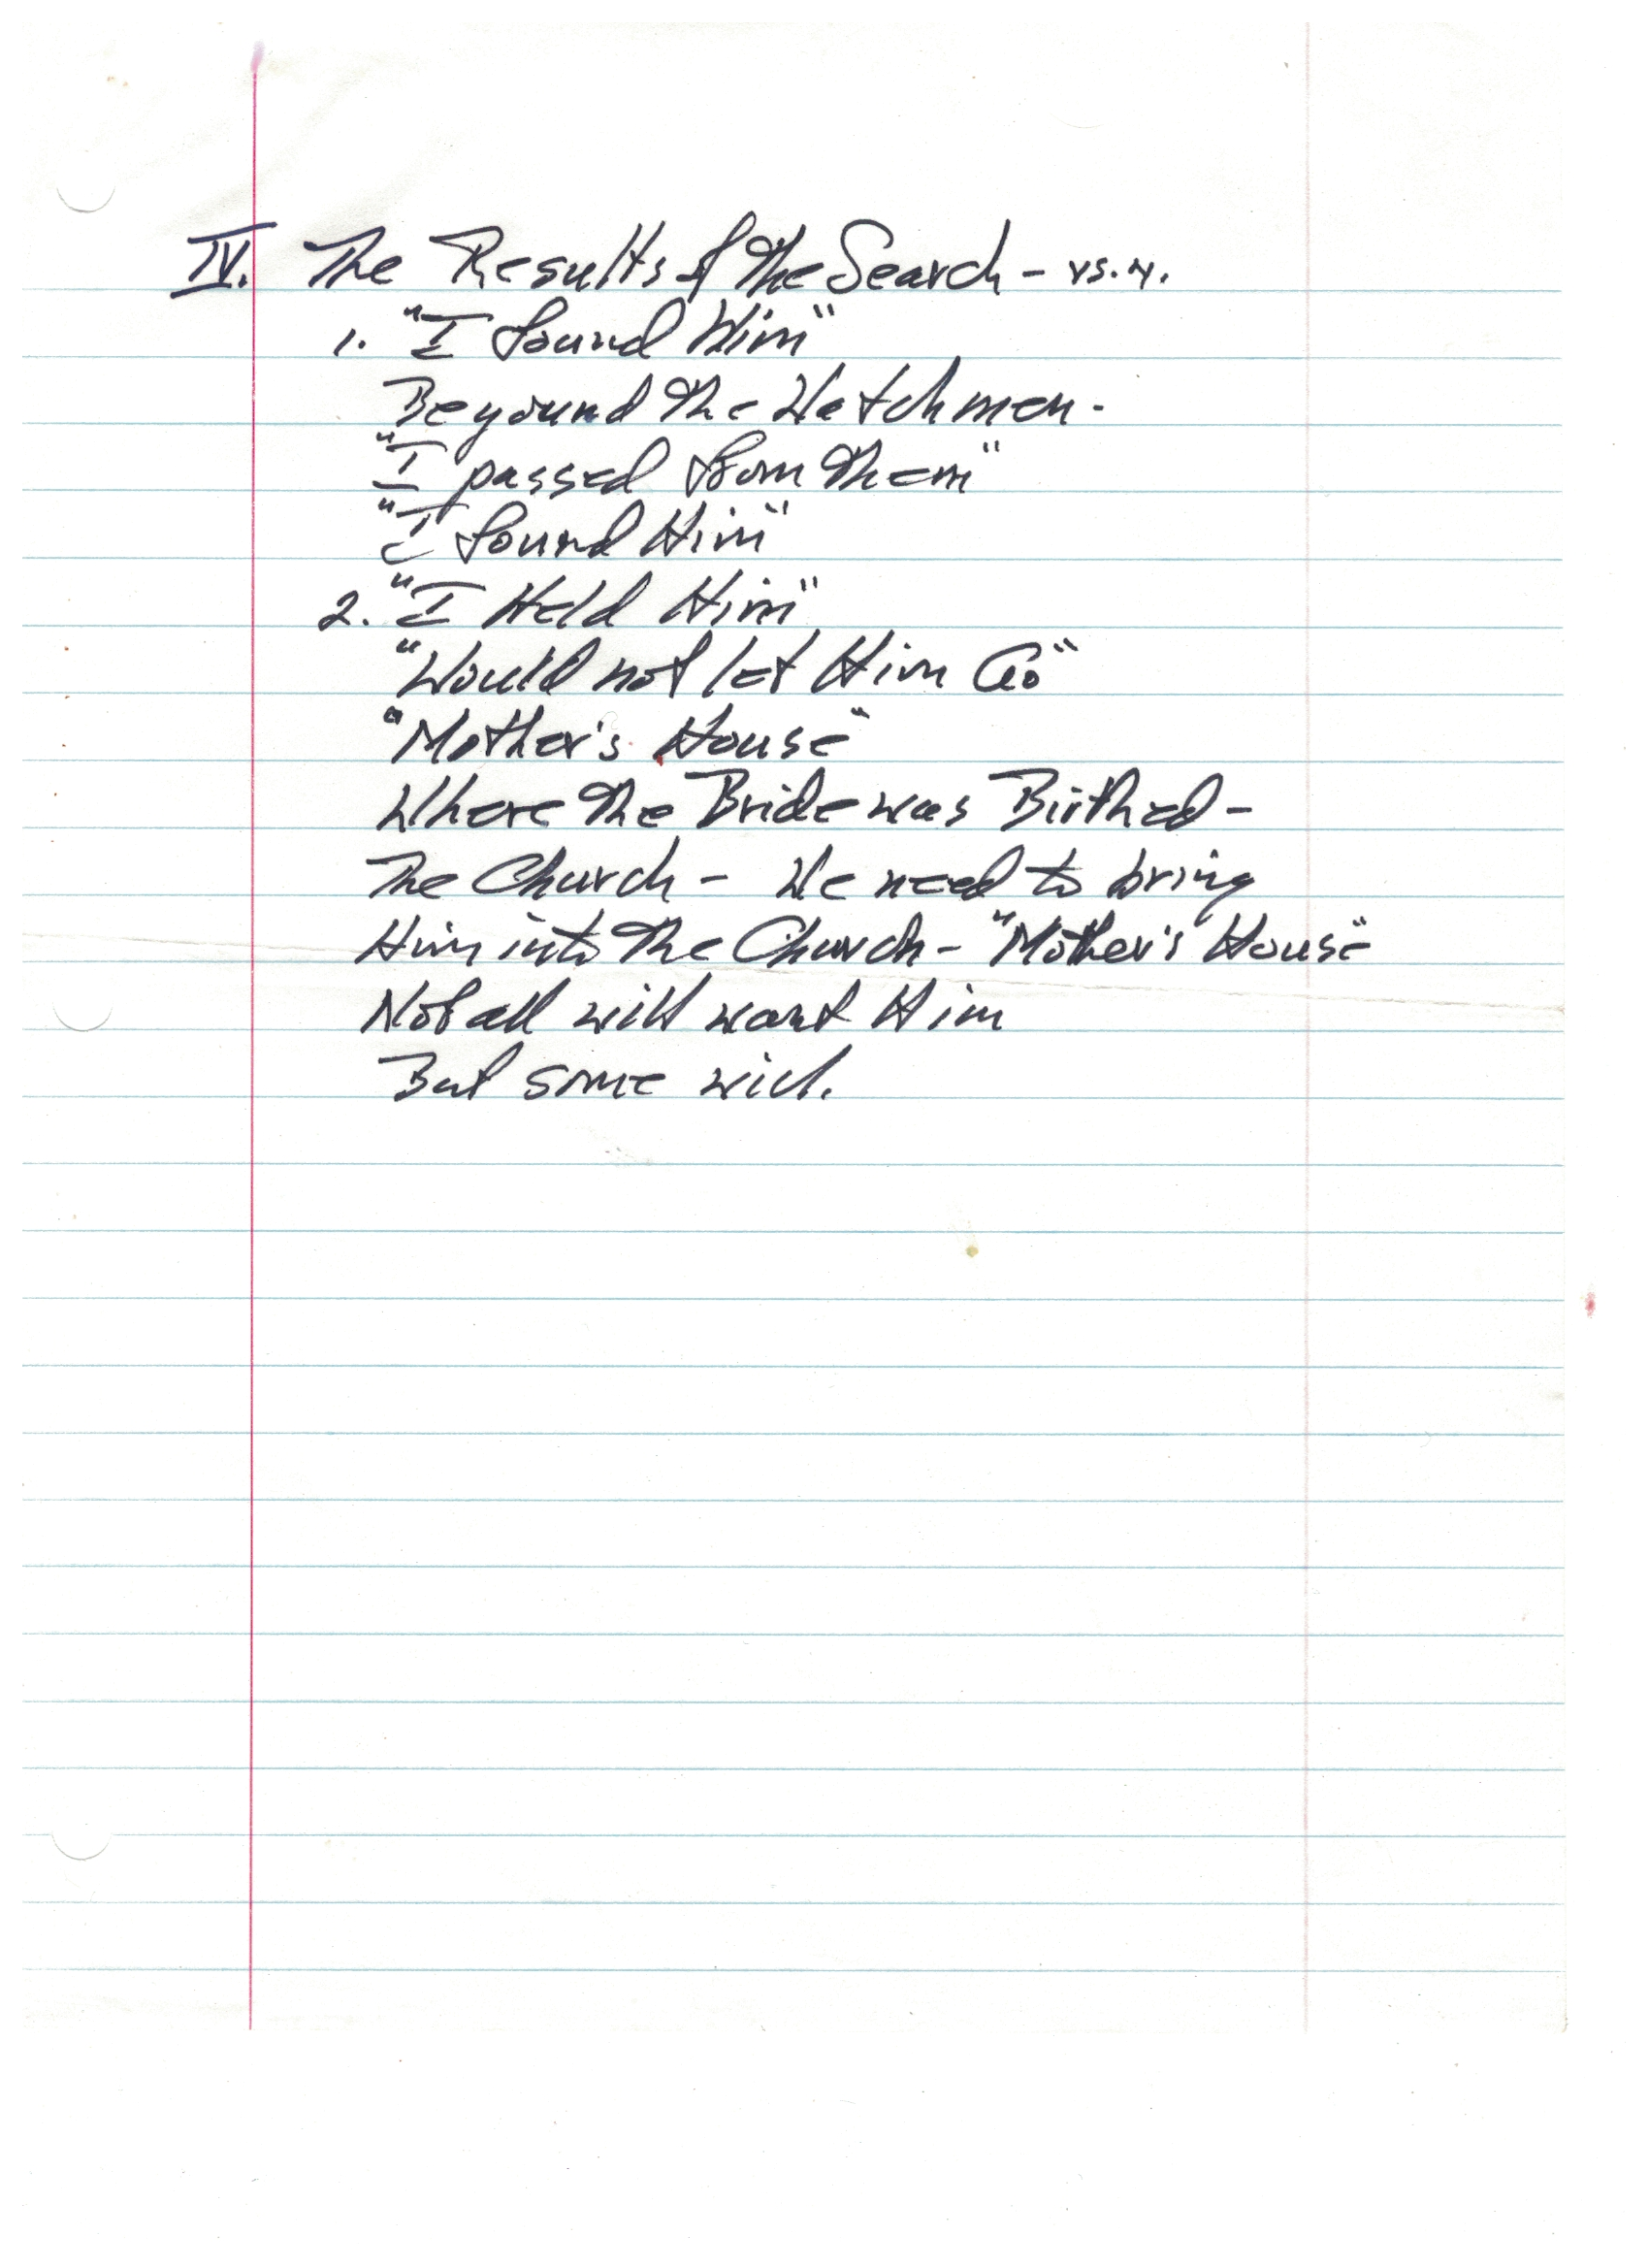 IV. The Results of the Search - vs. 4.
1. "I found Him"
Beyound the Watchmen.
"I passed from them"
"I found Him"
2. "I Held Him"
"Would not let Him Go"
"Mother's House"
Where the Bride was Birthed -
The Church - We need to bring
Him into the Church - "Mother's House"
Not all will want Him
But some will.